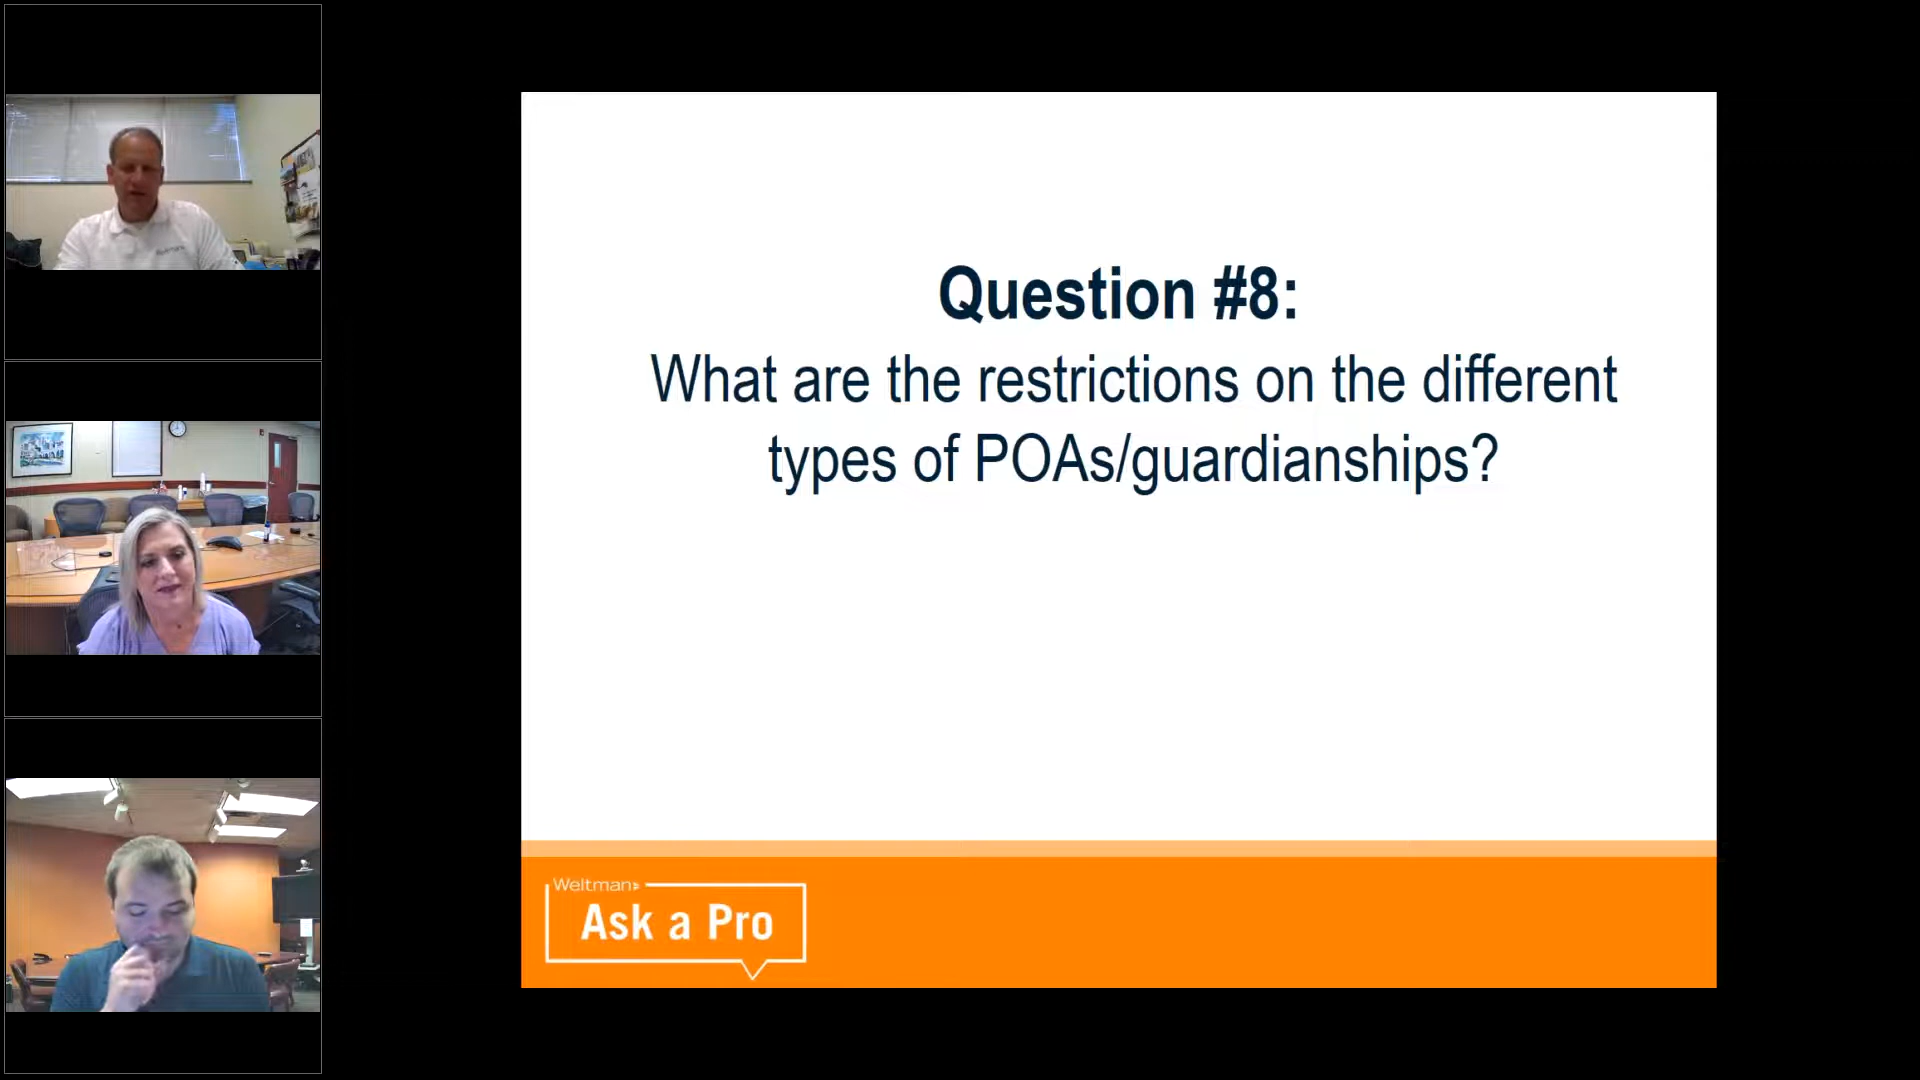 Question #8:
What are the restrictions on the different
types of POAs/guardianships?
Weltman
Ask a Pro